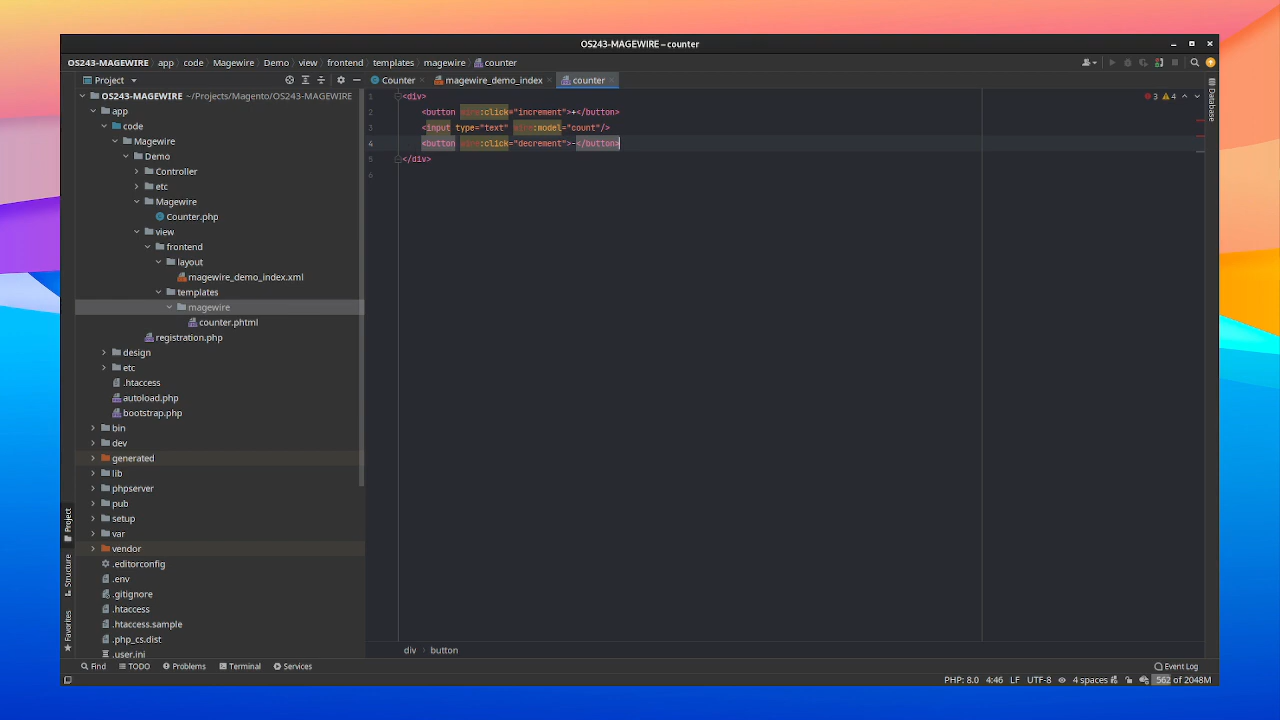 OS243-MAGEWIRE – counter
OS243-MAGEWIRE app code Magewire Demo view frontend templates magewire counter
Project Counter magewire_demo_index counter
OS243-MAGEWIRE ~/Projects/Magento/OS243-MAGEWIRE
app
code
Magewire
Demo
Controller
etc
Magewire
Counter.php
view
frontend
layout
magewire_demo_index.xml
templates
magewire
counter.phtml
registration.php
design
etc
.htaccess
autoload.php
bootstrap.php
bin
dev
generated
lib
phpserver
pub
setup
var
vendor
.editorconfig
.env
.gitignore
.htaccess
.htaccess.sample
.php_cs.dist
.user.ini
1 <div>
2 <button wire:click="increment">+</button>
3 <input type="text" wire:model="count"/>
4 <button wire:click="decrement">-</button>
5 </div>
6
3 4
Database
Project
Structure
Favorites
div button
Find TODO Problems Terminal Services Event Log
PHP: 8.0 4:46 LF UTF-8 4 spaces 562 of 2048M